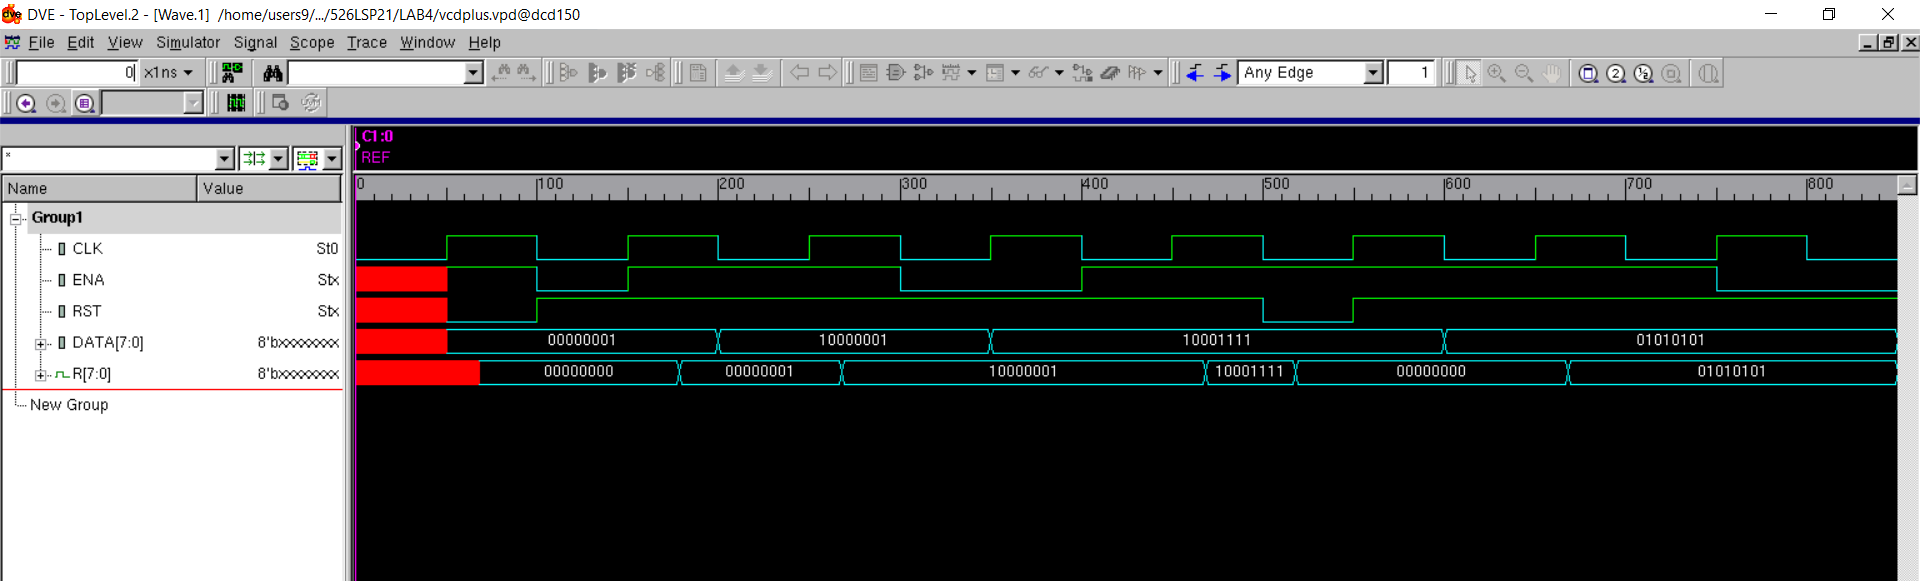 DVE - TopLevel.2 - [Wave.1]  /home/users9/.../526LSP21/LAB4/vcdplus.vpd@dcd150
File Edit View Simulator Signal Scope Trace Window Help
0 x1ns Any Edge 1
C1:0
REF
*
Name Value 0 100 200 300 400 500 600 700 800
Group1
CLK St0
ENA Stx
RST Stx
DATA[7:0] 8'bxxxxxxxx 00000001 10000001 10001111 01010101
R[7:0] 8'bxxxxxxxx 00000000 00000001 10000001 10001111 00000000 01010101
New Group